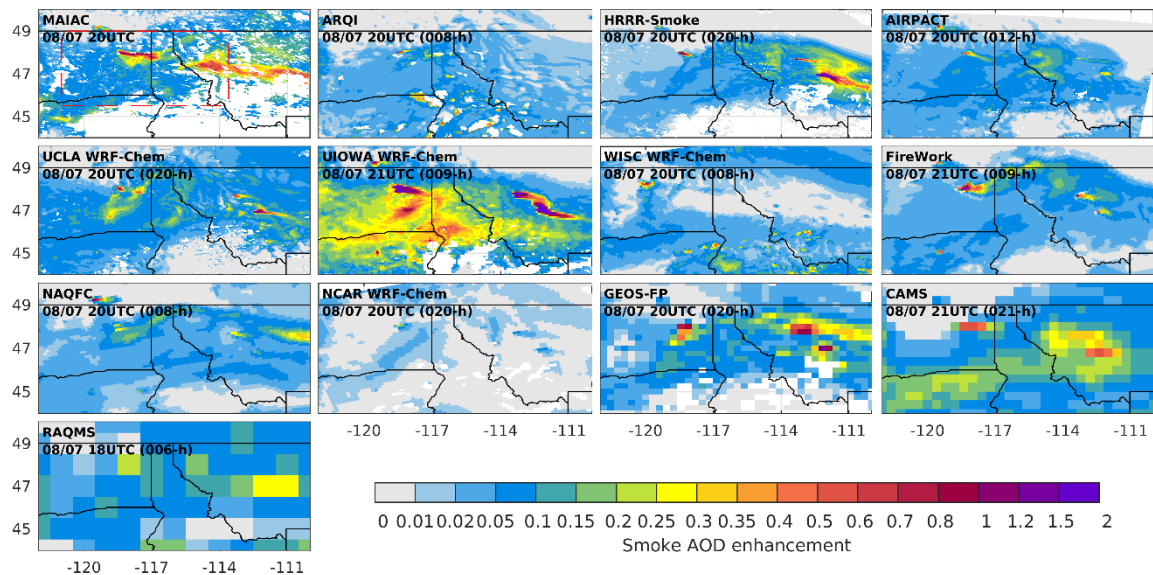 MAIAC
08/07 20UTC
ARQI
08/07 20UTC (008-h)
HRRR-Smoke
08/07 20UTC (020-h)
AIRPACT
08/07 20UTC (012-h)
49
47
45
UCLA WRF-Chem
08/07 20UTC (020-h)
UIOWA WRF-Chem
08/07 21UTC (009-h)
WISC WRF-Chem
08/07 20UTC (008-h)
FireWork
08/07 21UTC (009-h)
49
47
45
NAQFC
08/07 20UTC (008-h)
NCAR WRF-Chem
08/07 20UTC (020-h)
GEOS-FP
08/07 20UTC (020-h)
CAMS
08/07 21UTC (021-h)
49
47
45
-120 -117 -114 -111
-120 -117 -114 -111
-120 -117 -114 -111
RAQMS
08/07 18UTC (006-h)
49
47
45
-120 -117 -114 -111
0 0.01 0.02 0.05 0.1 0.15 0.2 0.25 0.3 0.35 0.4 0.5 0.6 0.7 0.8 1 1.2 1.5 2
Smoke AOD enhancement